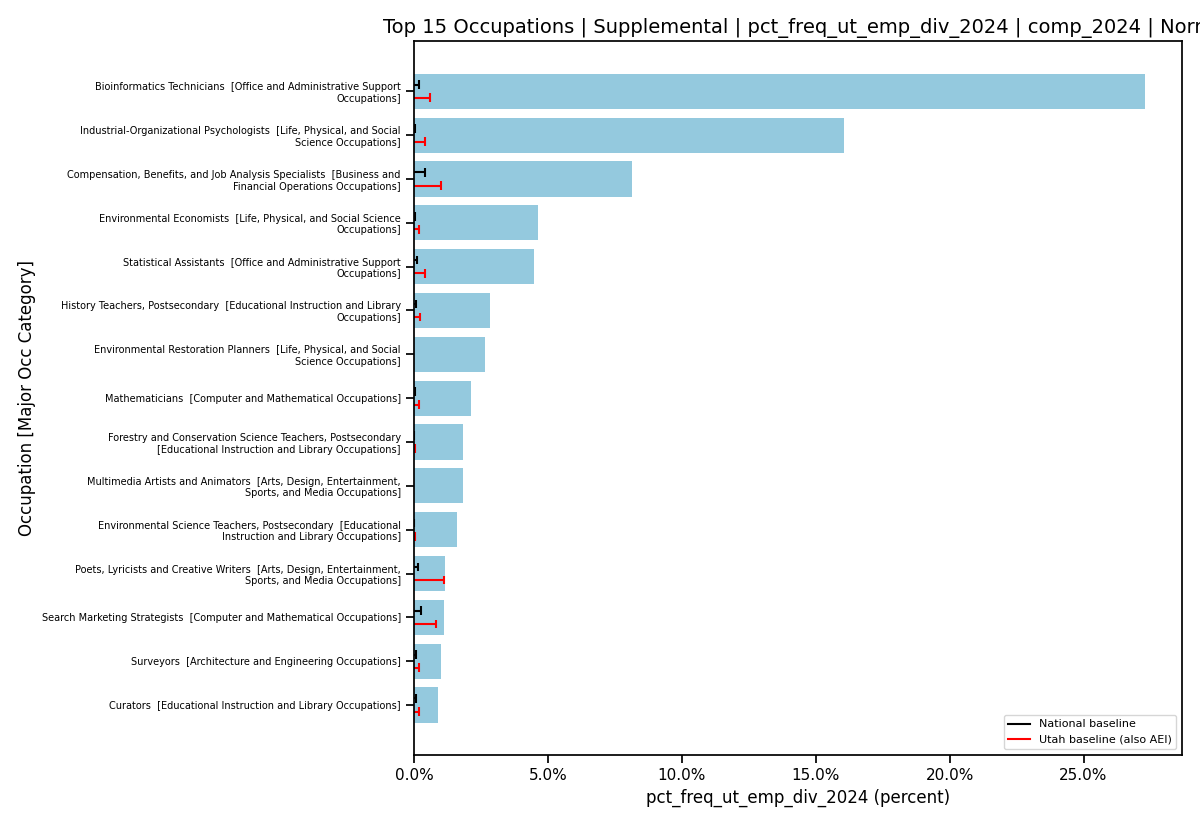 Top 15 Occupations | Supplemental | pct_freq_ut_emp_div_2024 | comp_2024 |
Bioinformatics Technicians  [Office and Administrative Support
Occupations]
Industrial-Organizational Psychologists  [Life, Physical, and Social
Science Occupations]
Compensation, Benefits, and Job Analysis Specialists  [Business and
Financial Operations Occupations]
Environmental Economists  [Life, Physical, and Social Science
Occupations]
Statistical Assistants  [Office and Administrative Support
Occupations]
History Teachers, Postsecondary  [Educational Instruction and Library
Occupations]
Environmental Restoration Planners  [Life, Physical, and Social
Science Occupations]
Mathematicians  [Computer and Mathematical Occupations]
Forestry and Conservation Science Teachers, Postsecondary
[Educational Instruction and Library Occupations]
Multimedia Artists and Animators  [Arts, Design, Entertainment,
Sports, and Media Occupations]
Environmental Science Teachers, Postsecondary  [Educational
Instruction and Library Occupations]
Poets, Lyricists and Creative Writers  [Arts, Design, Entertainment,
Sports, and Media Occupations]
Search Marketing Strategists  [Computer and Mathematical Occupations]
Surveyors  [Architecture and Engineering Occupations]
Curators  [Educational Instruction and Library Occupations]
Occupation [Major Occ Category]
National baseline
Utah baseline (also AEI)
0.0% 5.0% 10.0% 15.0% 20.0% 25.0%
pct_freq_ut_emp_div_2024 (percent)